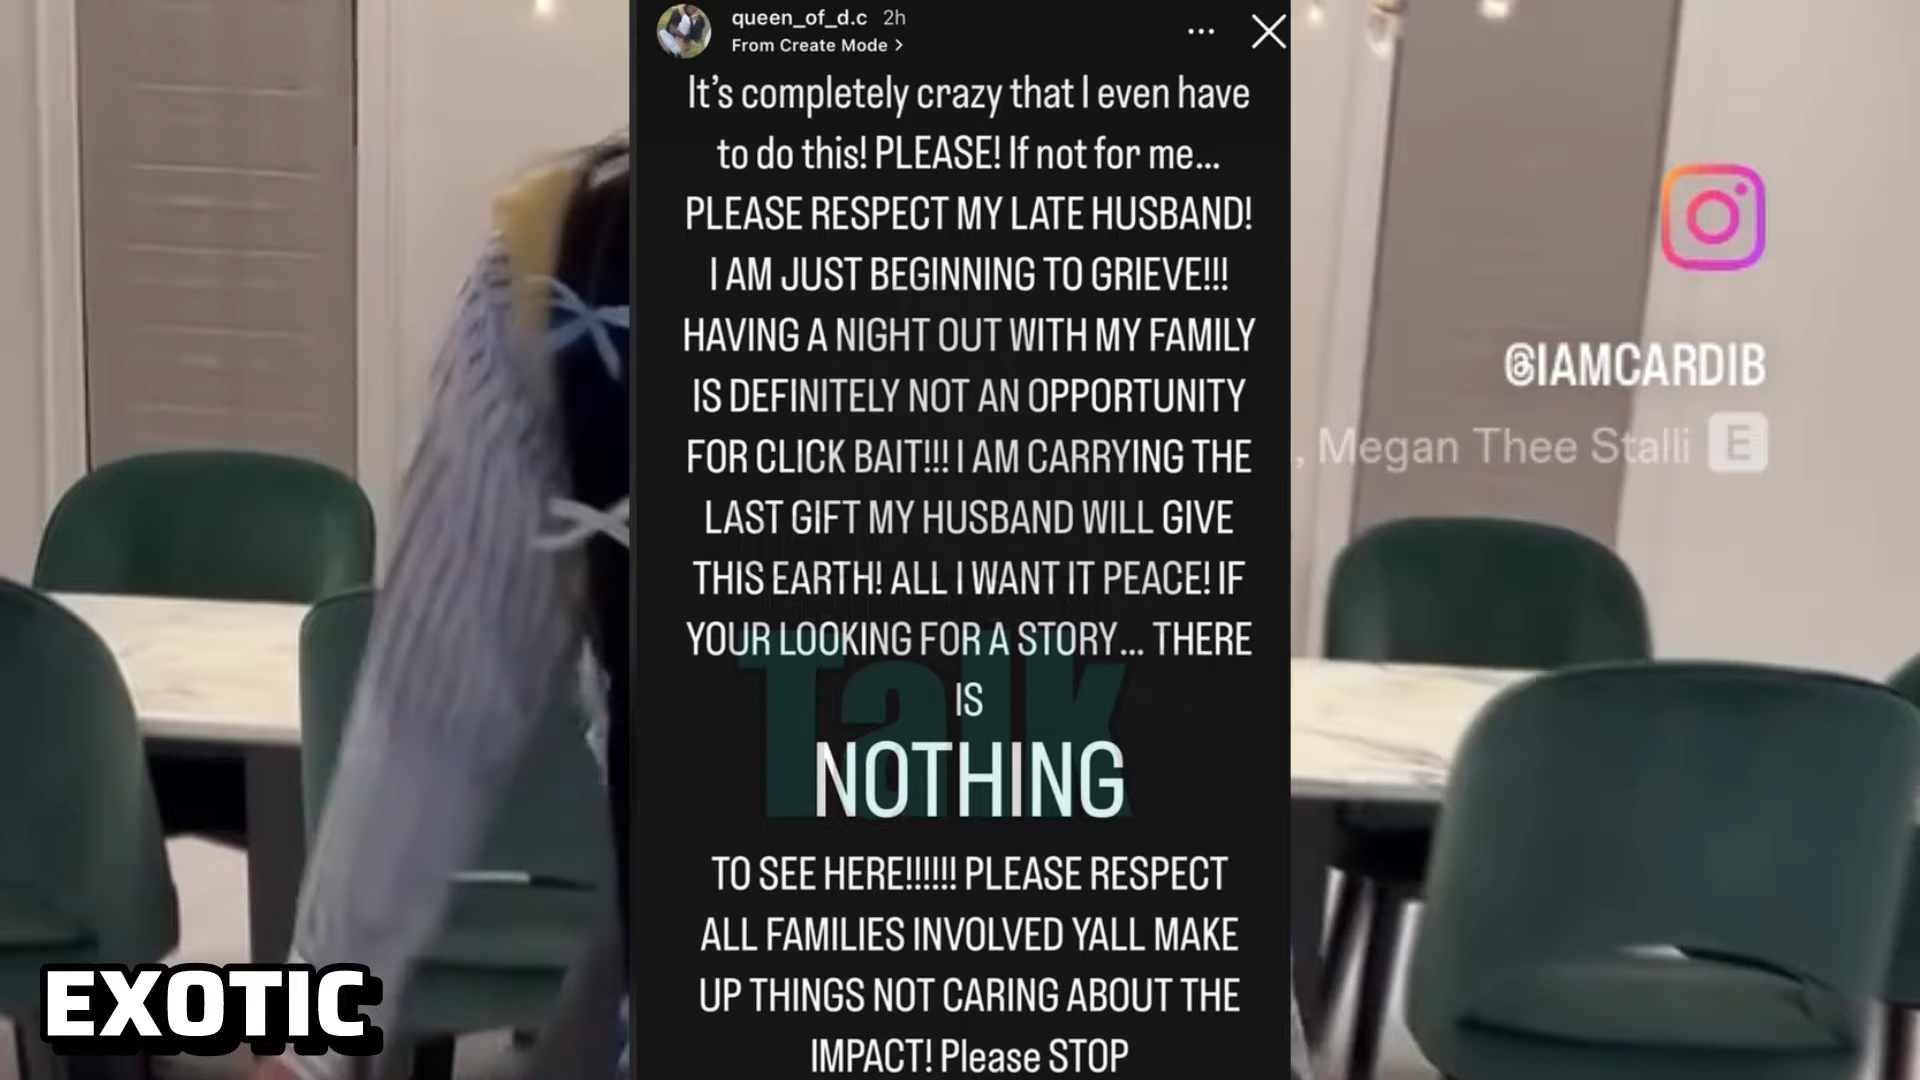 queen_of_d.c 2h
From Create Mode >
It's completely crazy that I even have
to do this! PLEASE! If not for me...
PLEASE RESPECT MY LATE HUSBAND!
I AM JUST BEGINNING TO GRIEVE!!!
HAVING A NIGHT OUT WITH MY FAMILY
IS DEFINITELY NOT AN OPPORTUNITY
FOR CLICK BAIT!!! I AM CARRYING THE
LAST GIFT MY HUSBAND WILL GIVE
THIS EARTH! ALL I WANT IT PEACE! IF
YOUR LOOKING FOR A STORY... THERE
IS
NOTHING
TO SEE HERE!!!!!! PLEASE RESPECT
ALL FAMILIES INVOLVED YALL MAKE
UP THINGS NOT CARING ABOUT THE
IMPACT! Please STOP
Talk
@IAMCARDIB
, Megan Thee Stalli E
EXOTIC